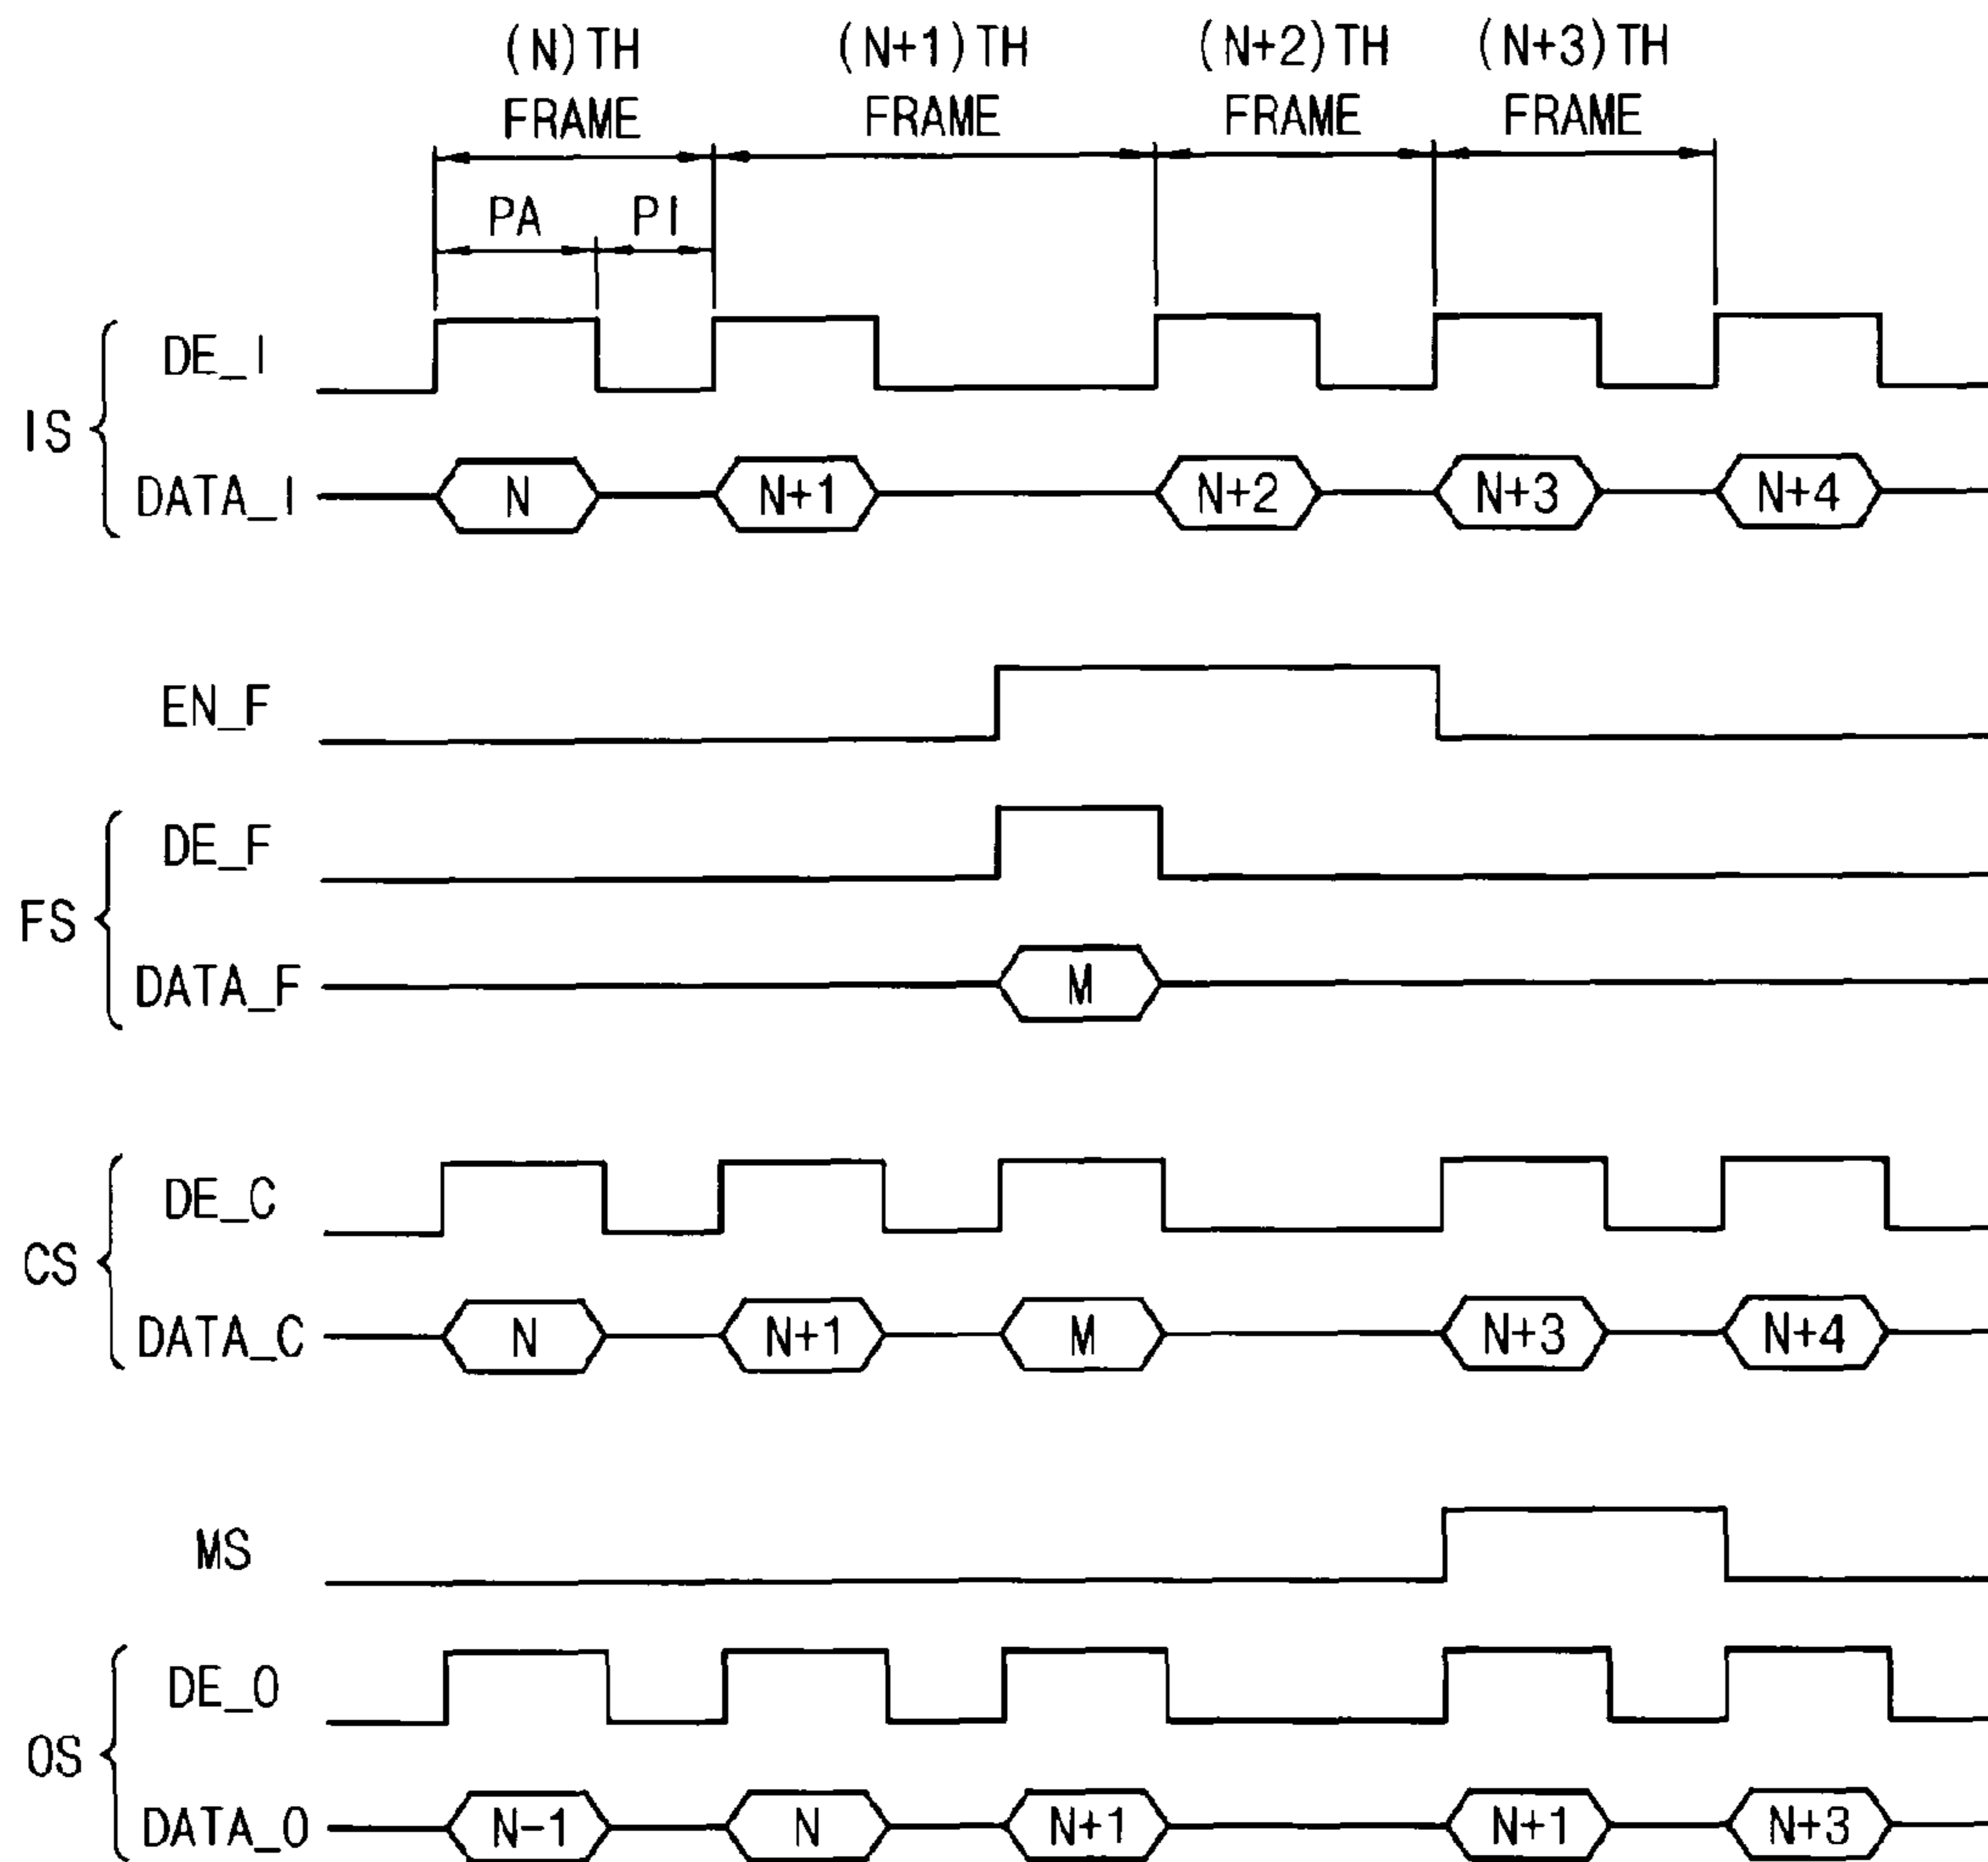 (N)TH FRAME
(N+1)TH FRAME
(N+2)TH FRAME
(N+3)TH FRAME
PA
PI
IS
DE_I
DATA_I
N
N+1
N+2
N+3
N+4
EN_F
FS
DE_F
DATA_F
M
CS
DE_C
DATA_C
N
N+1
M
N+3
N+4
MS
OS
DE_O
DATA_O
N-1
N
N+1
N+1
N+3